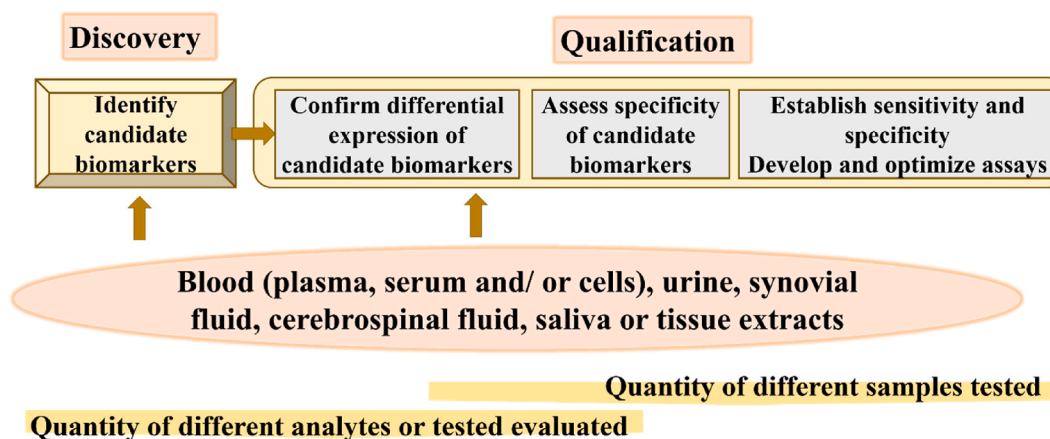 Discovery
Qualification
Identify
candidate
biomarkers
Confirm differential
expression of
candidate biomarkers
Assess specificity
of candidate
biomarkers
Establish sensitivity and
specificity
Develop and optimize assays
Blood (plasma, serum and/ or cells), urine, synovial
fluid, cerebrospinal fluid, saliva or tissue extracts
Quantity of different samples tested
Quantity of different analytes or tested evaluated